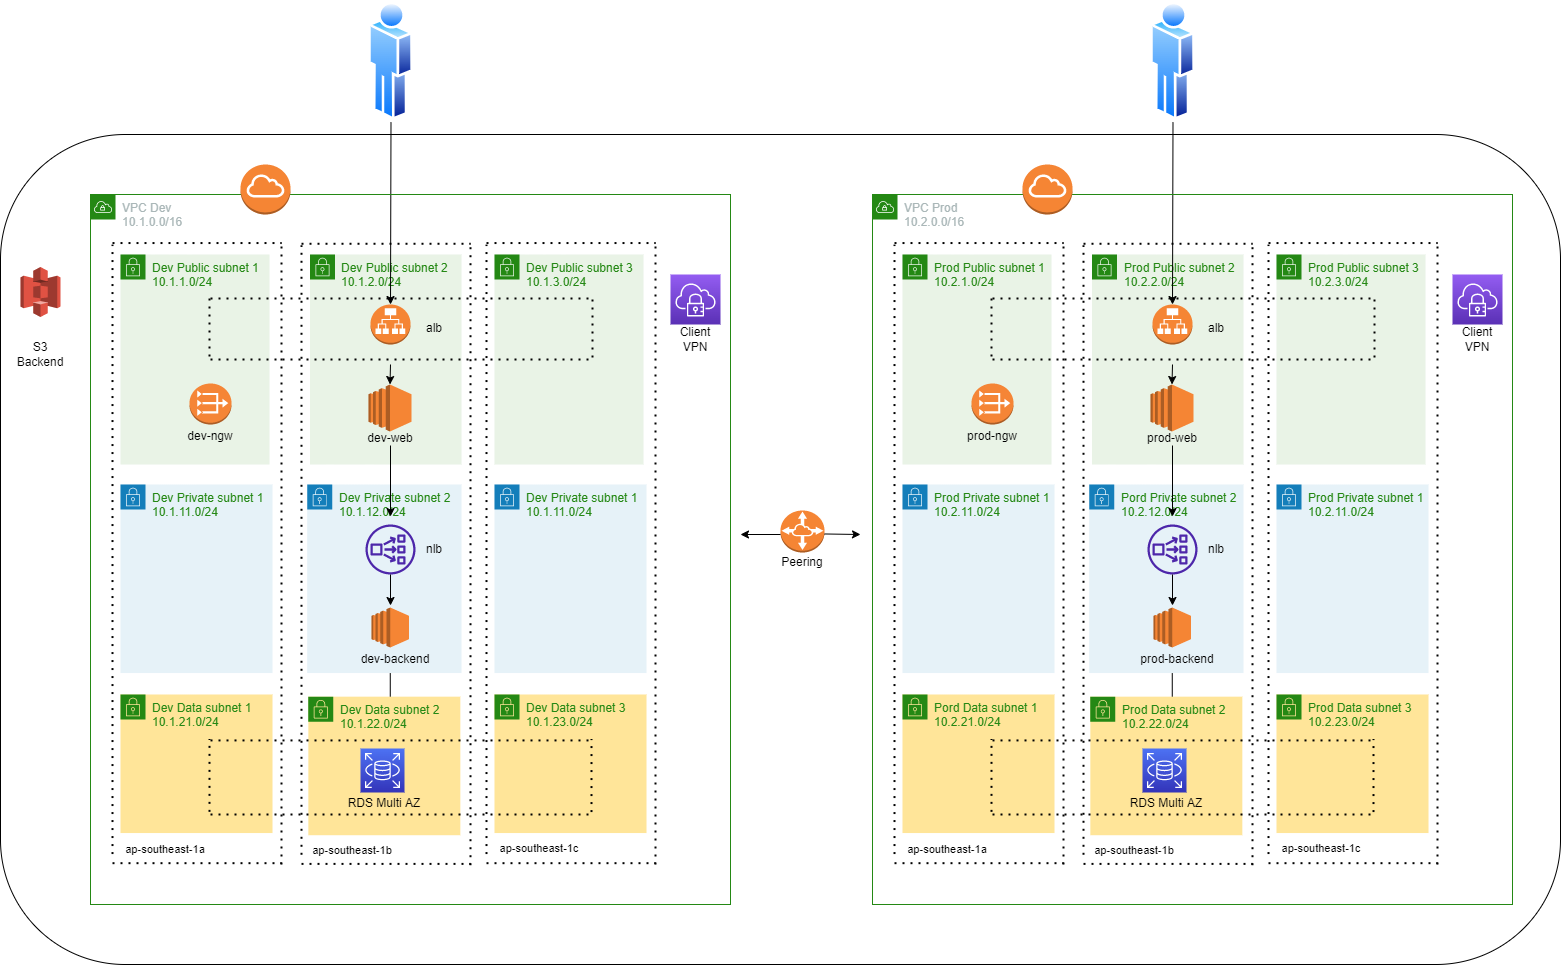 VPC Dev
10.1.0.0/16
Dev Public subnet 1
10.1.1.0/24
Dev Public subnet 2
10.1.2.0/24
Dev Public subnet 3
10.1.3.0/24
alb
dev-ngw
dev-web
Dev Private subnet 1
10.1.11.0/24
Dev Private subnet 2
10.1.12.0/24
Dev Private subnet 1
10.1.11.0/24
nlb
dev-backend
Dev Data subnet 1
10.1.21.0/24
Dev Data subnet 2
10.1.22.0/24
Dev Data subnet 3
10.1.23.0/24
RDS Multi AZ
ap-southeast-1a
ap-southeast-1b
ap-southeast-1c
S3
Backend
Client
VPN
Peering
VPC Prod
10.2.0.0/16
Prod Public subnet 1
10.2.1.0/24
Prod Public subnet 2
10.2.2.0/24
Prod Public subnet 3
10.2.3.0/24
alb
prod-ngw
prod-web
Prod Private subnet 1
10.2.11.0/24
Pord Private subnet 2
10.2.12.0/24
Prod Private subnet 1
10.2.11.0/24
nlb
prod-backend
Pord Data subnet 1
10.2.21.0/24
Prod Data subnet 2
10.2.22.0/24
Prod Data subnet 3
10.2.23.0/24
RDS Multi AZ
ap-southeast-1a
ap-southeast-1b
ap-southeast-1c
Client
VPN